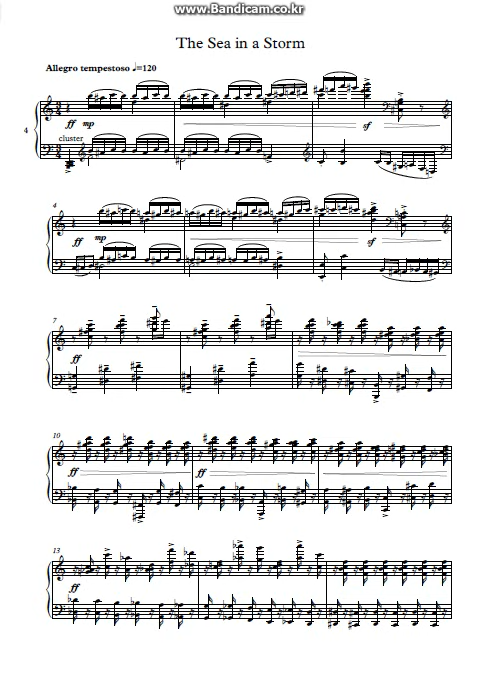 www.Bandicam.co.kr
The Sea in a Storm
Allegro tempestoso ♩=120
4
ff mp sf
cluster
4
ff mp sf
7
ff
10
ff ff
13